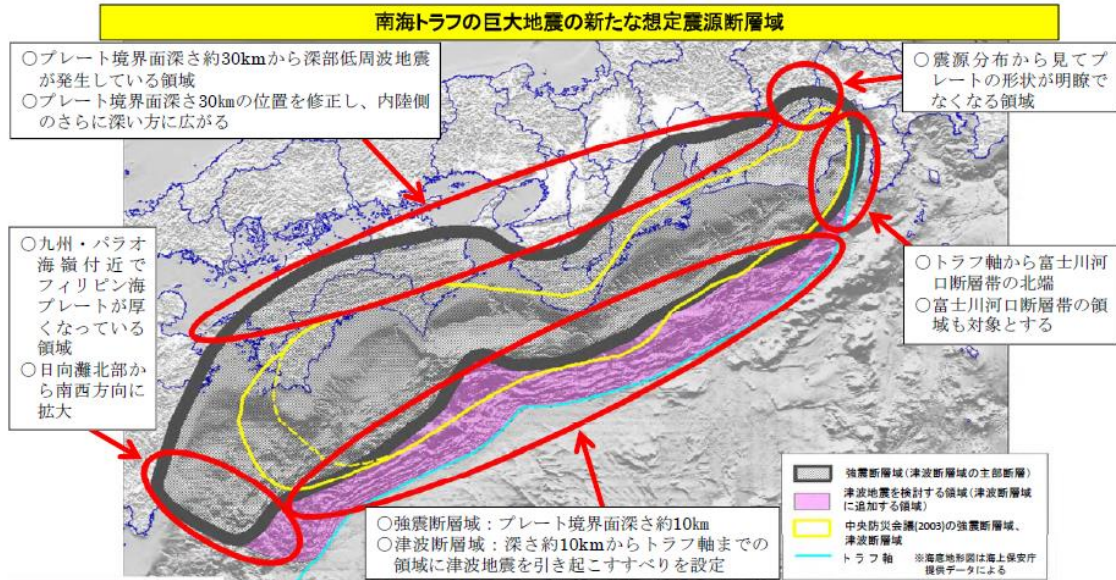 南海トラフの巨大地震の新たな想定震源断層域
○プレート境界面深さ約30kmから深部低周波地震
が発生している領域
○プレート境界面深さ30㎞の位置を修正し、内陸側
のさらに深い方に広がる
○震源分布から見てプ
レートの形状が明瞭で
なくなる領域
○九州・パラオ
海嶺付近で
フィリピン海
プレートが厚
くなっている
領域
○日向灘北部か
ら南西方向に
拡大
○トラフ軸から富士川河
口断層帯の北端
○富士川河口断層帯の領
域も対象とする
○強震断層域：プレート境界面深さ約10㎞
○津波断層域：深さ約10kmからトラフ軸までの
領域に津波地震を引き起こすすべりを設定
強震断層域(津波断層域の主部断層)
津波地震を検討する領域(津波断層域
に追加する領域)
中央防災会議(2003)の強震断層域、
津波断層域
トラフ軸 ※海底地形図は海上保安庁
提供データによる